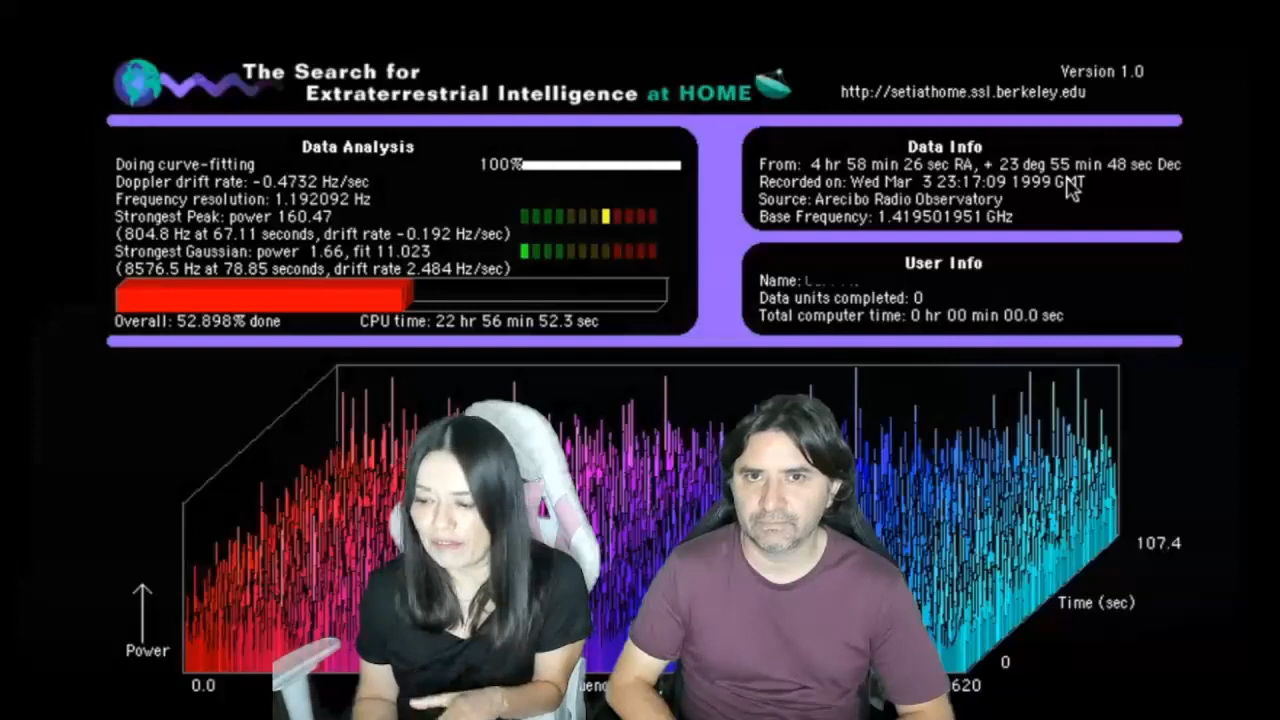 The Search for
Extraterrestrial Intelligence at HOME
Version 1.0
http://setiathome.ssl.berkeley.edu
Data Analysis
Doing curve-fitting 100%
Doppler drift rate: -0.4732 Hz/sec
Frequency resolution: 1.192092 Hz
Strongest Peak: power 160.47
(804.8 Hz at 67.11 seconds, drift rate -0.192 Hz/sec)
Strongest Gaussian: power 1.66, fit 11.023
(8576.5 Hz at 78.85 seconds, drift rate 2.484 Hz/sec)
Overall: 52.898% done CPU time: 22 hr 56 min 52.3 sec
Data Info
From: 4 hr 58 min 26 sec RA, + 23 deg 55 min 48 sec Dec
Recorded on: Wed Mar 3 23:17:09 1999 GMT
Source: Arecibo Radio Observatory
Base Frequency: 1.419501951 GHz
User Info
Name:
Data units completed: 0
Total computer time: 0 hr 00 min 00.0 sec
107.4
Time (sec)
0
Power
0.0
620